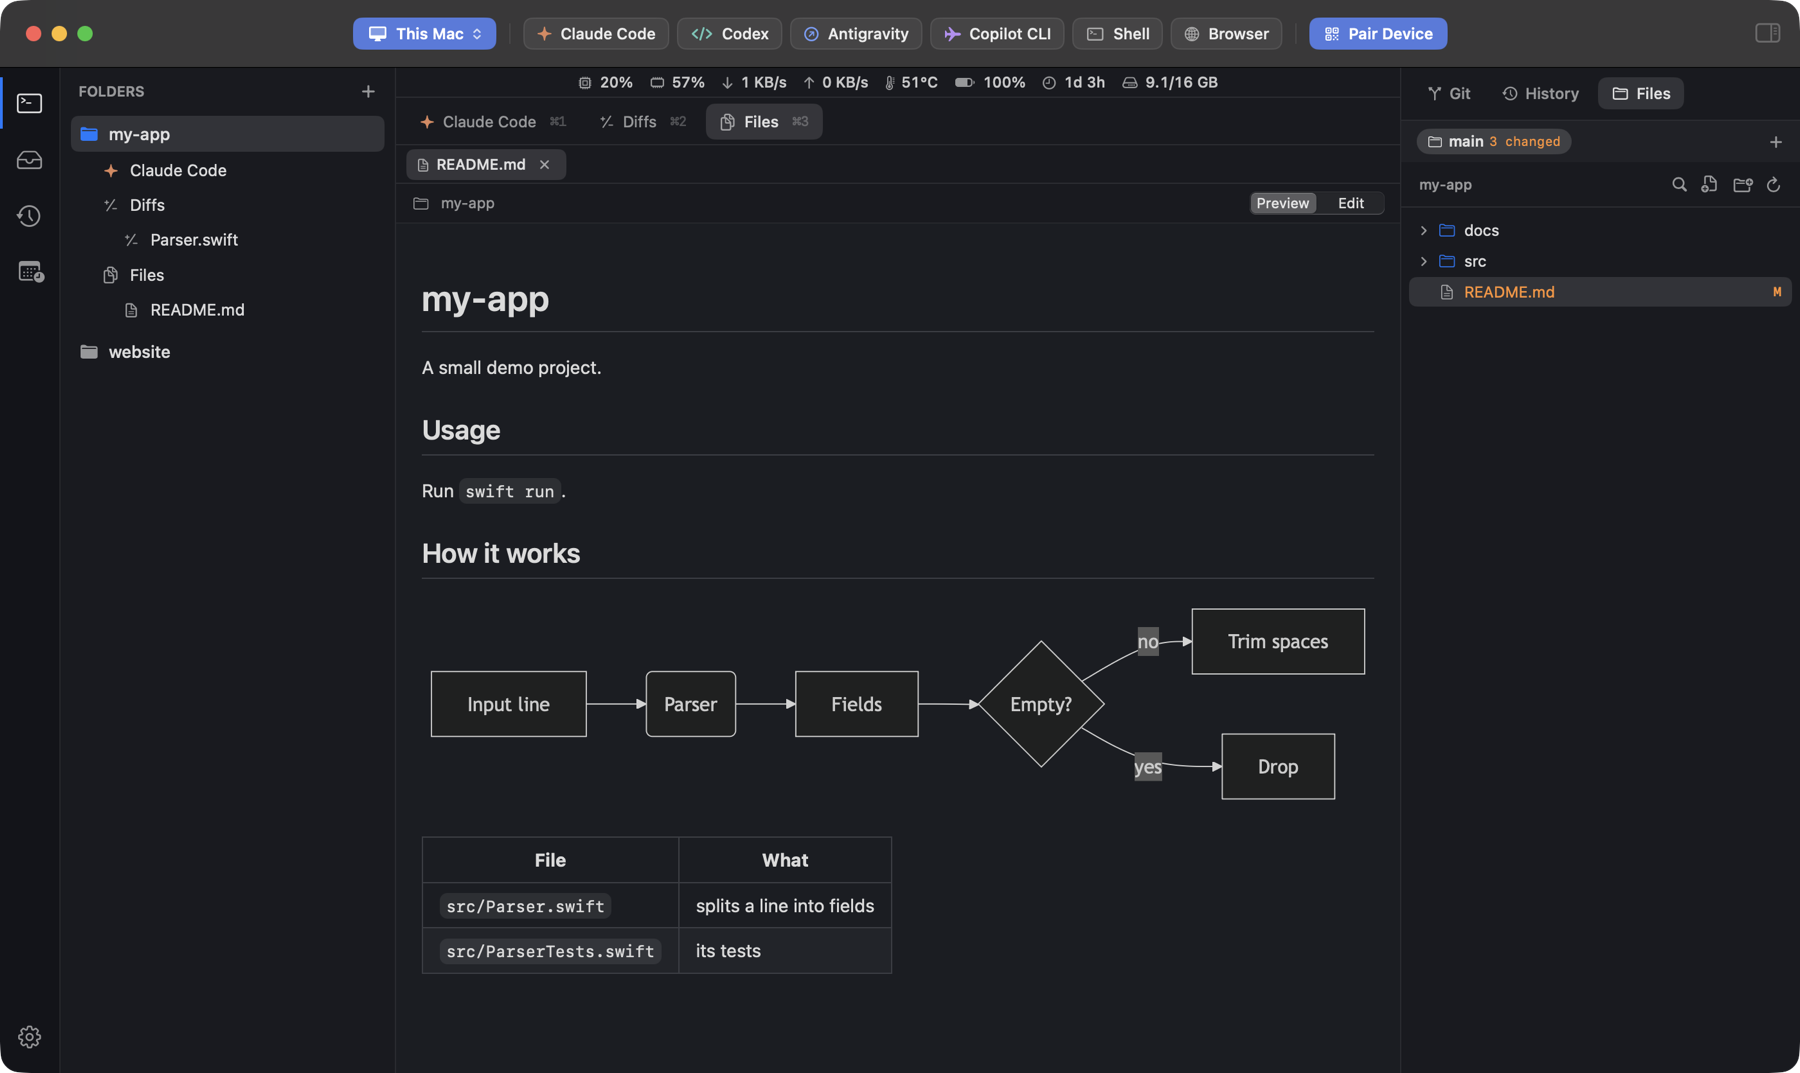 This Mac
Claude Code
Codex
Antigravity
Copilot CLI
Shell
Browser
Pair Device
FOLDERS
my-app
Claude Code
Diffs
Parser.swift
Files
README.md
website
20% 57% ↓ 1 KB/s ↑ 0 KB/s 51°C 100% 1d 3h 9.1/16 GB
Claude Code ⌘1 Diffs ⌘2 Files ⌘3
README.md
my-app
Preview Edit
my-app
A small demo project.
Usage
Run swift run.
How it works
Input line
Parser
Fields
Empty?
no
Trim spaces
yes
Drop
File What
src/Parser.swift splits a line into fields
src/ParserTests.swift its tests
Git History Files
main 3 changed
my-app
docs
src
README.md M